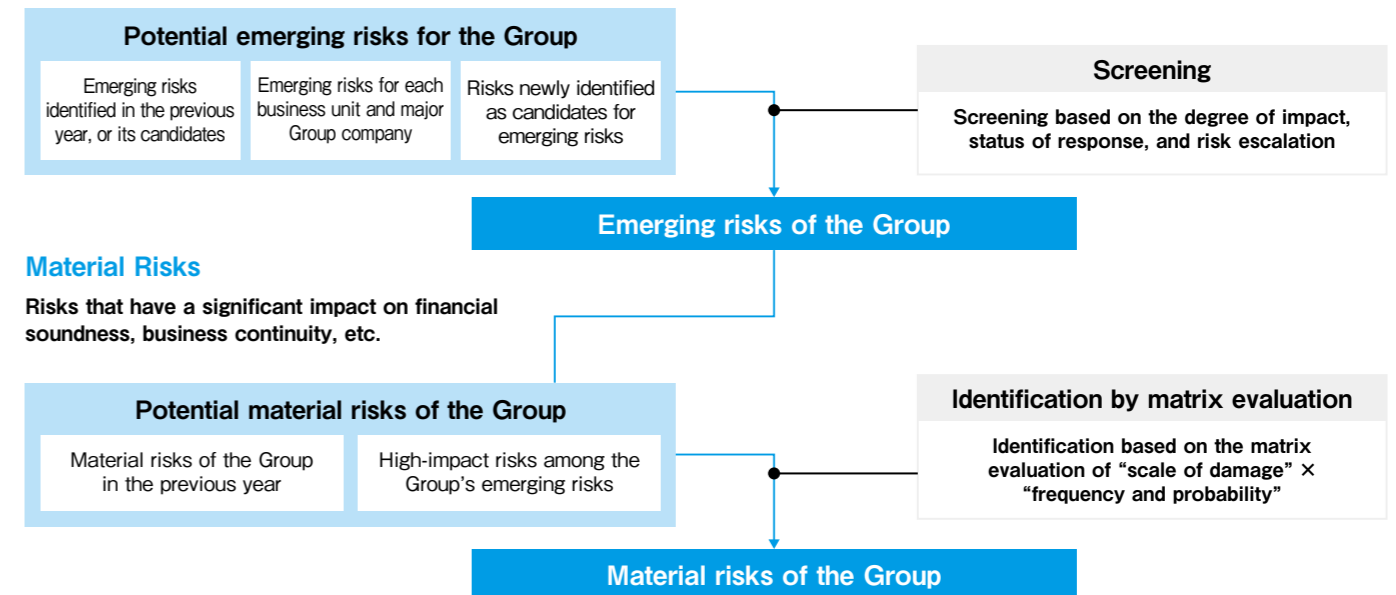 Potential emerging risks for the Group
Emerging risks
identified in the previous
year, or its candidates
Emerging risks for each
business unit and major
Group company
Risks newly identified
as candidates for
emerging risks
Screening
Screening based on the degree of impact,
status of response, and risk escalation
Emerging risks of the Group
Material Risks
Risks that have a significant impact on financial
soundness, business continuity, etc.
Potential material risks of the Group
Material risks of the Group
in the previous year
High-impact risks among the
Group’s emerging risks
Identification by matrix evaluation
Identification based on the matrix
evaluation of “scale of damage” ×
“frequency and probability”
Material risks of the Group